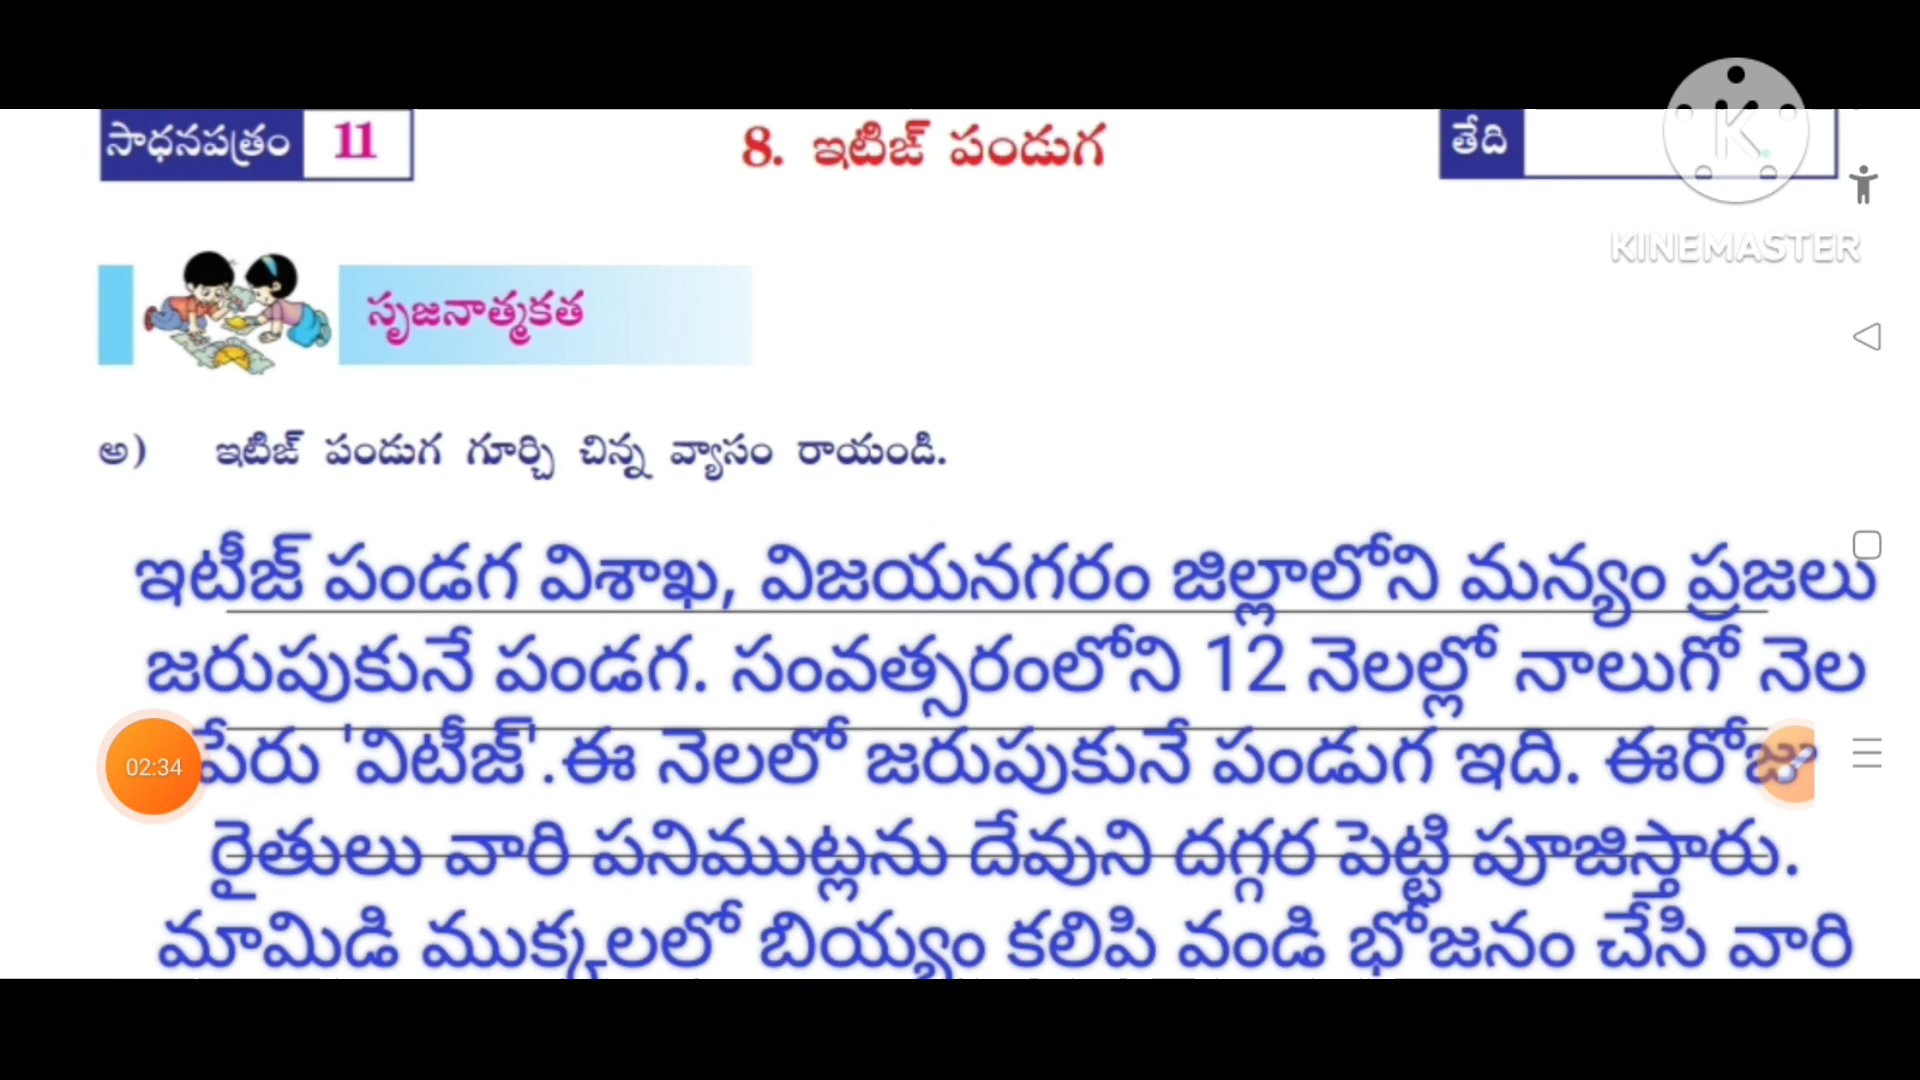 సాధనపత్రం 11
8. ఇటిజ్ పండుగ
తేది
KINEMASTER
సృజనాత్మకత
అ) ఇటిజ్ పండుగ గూర్చి చిన్న వ్యాసం రాయండి.
ఇటీజ్ పండగ విశాఖ, విజయనగరం జిల్లాలోని మన్యం ప్రజలు
జరుపుకునే పండగ. సంవత్సరంలోని 12 నెలల్లో నాలుగో నెల
పేరు 'విటీజ్'.ఈ నెలలో జరుపుకునే పండుగ ఇది. ఈరోజు
రైతులు వారి పనిముట్లను దేవుని దగ్గర పెట్టి పూజిస్తారు.
మామిడి ముక్కలలో బియ్యం కలిపి వండి భోజనం చేసి వారి
02:34